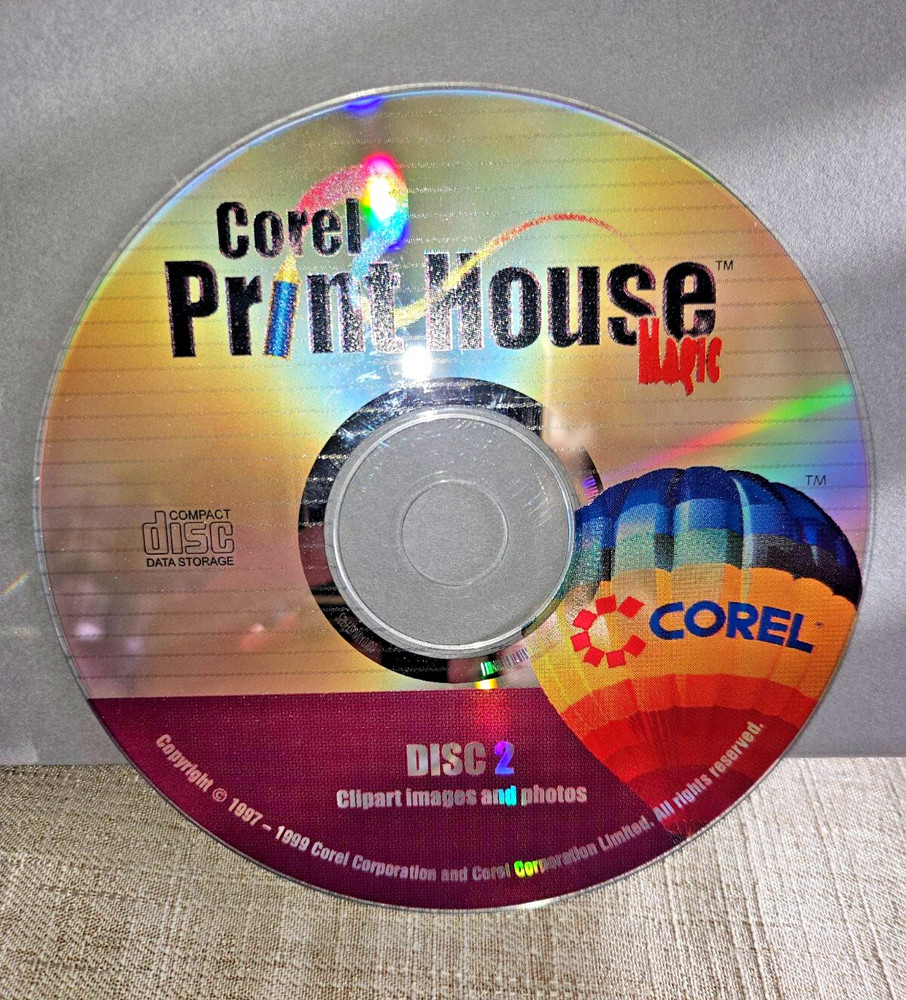 Corel
Print House™
Magic
COMPACT
disc
DATA STORAGE
TM
COREL
DISC 2
Clipart images and photos
Copyright © 1997 – 1999 Corel Corporation and Corel Corporation Limited. All rights reserved.